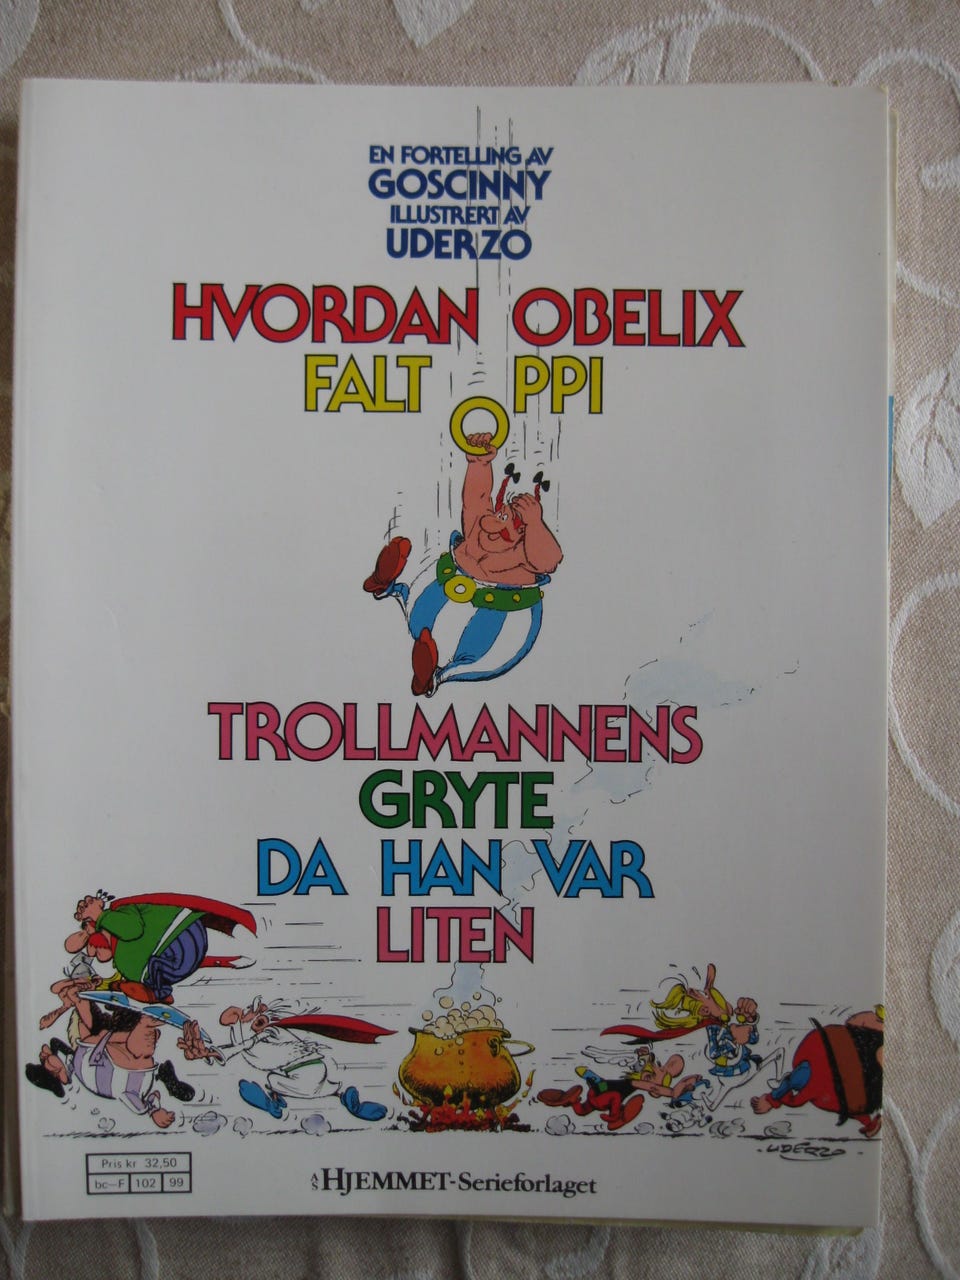 EN FORTELLING AV
GOSCINNY
ILLUSTRERT AV
UDERZO
HVORDAN OBELIX
FALT OPPI
TROLLMANNENS
GRYTE
DA HAN VAR
LITEN
-UDERZO-
Pris kr 32,50
bc-F 102 99
A/S HJEMMET-Serieforlaget